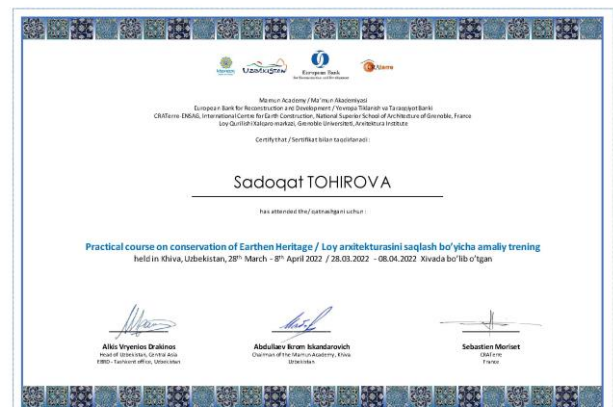 Uzbekistan
European Bank
for Reconstruction and Development
CRAterre
Mamun Academy / Ma'mun Akademiyasi
European Bank for Reconstruction and Development / Yevropa Tiklanish va Taraqqiyot Banki
CRATerre-ENSAG, International Centre for Earth Construction, National Superior School of Architecture of Grenoble, France
Loy Qurilishi Xalqaro markazi, Grenoble Universiteti, Arxitektura Instituti
Certify that / Sertifikat bilan taqdirlanadi :
Sadoqat TOHIROVA
has attended the / qatnashgani uchun :
Practical course on conservation of Earthen Heritage / Loy arxitekturasini saqlash bo'yicha amaliy trening
held in Khiva, Uzbekistan, 28th March – 8th April 2022 / 28.03.2022 - 08.04.2022 Xivada bo'lib o'tgan
Alkis Vryenios Drakinos
Head of Uzbekistan, Central Asia
EBRD - Tashkent office, Uzbekistan
Abdullaev Ikrom Iskandarovich
Chairman of the Mamun Academy, Khiva
Uzbekistan
Sebastien Moriset
CRATerre
France